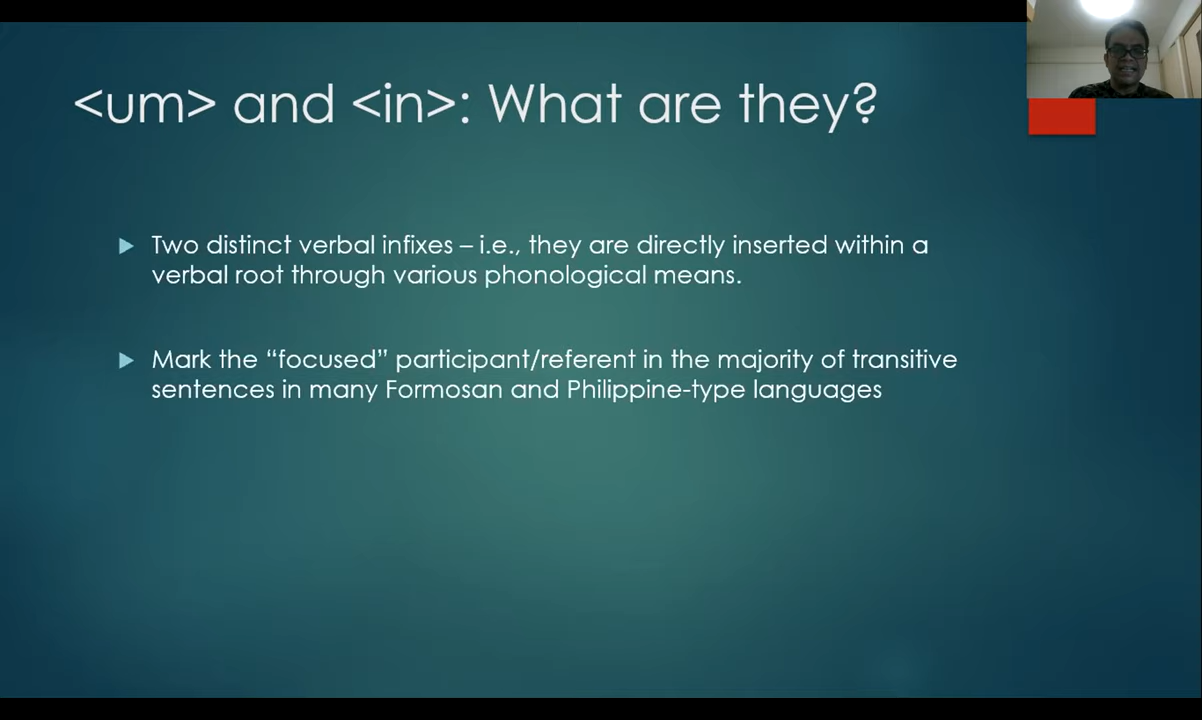 <um> and <in>: What are they?
Two distinct verbal infixes – i.e., they are directly inserted within a
verbal root through various phonological means.
Mark the “focused” participant/referent in the majority of transitive
sentences in many Formosan and Philippine-type languages